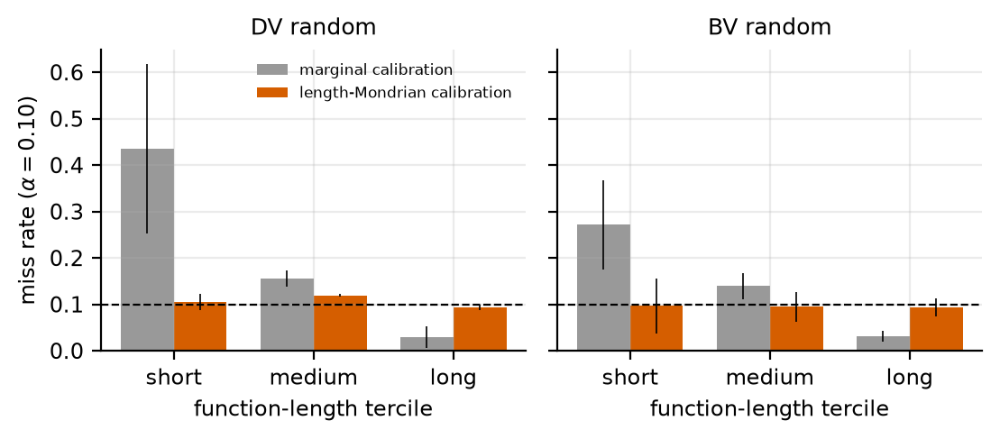 DV random
BV random
marginal calibration
length-Mondrian calibration
miss rate (α = 0.10)
0.6
0.5
0.4
0.3
0.2
0.1
0.0
short medium long
short medium long
function-length tercile
function-length tercile